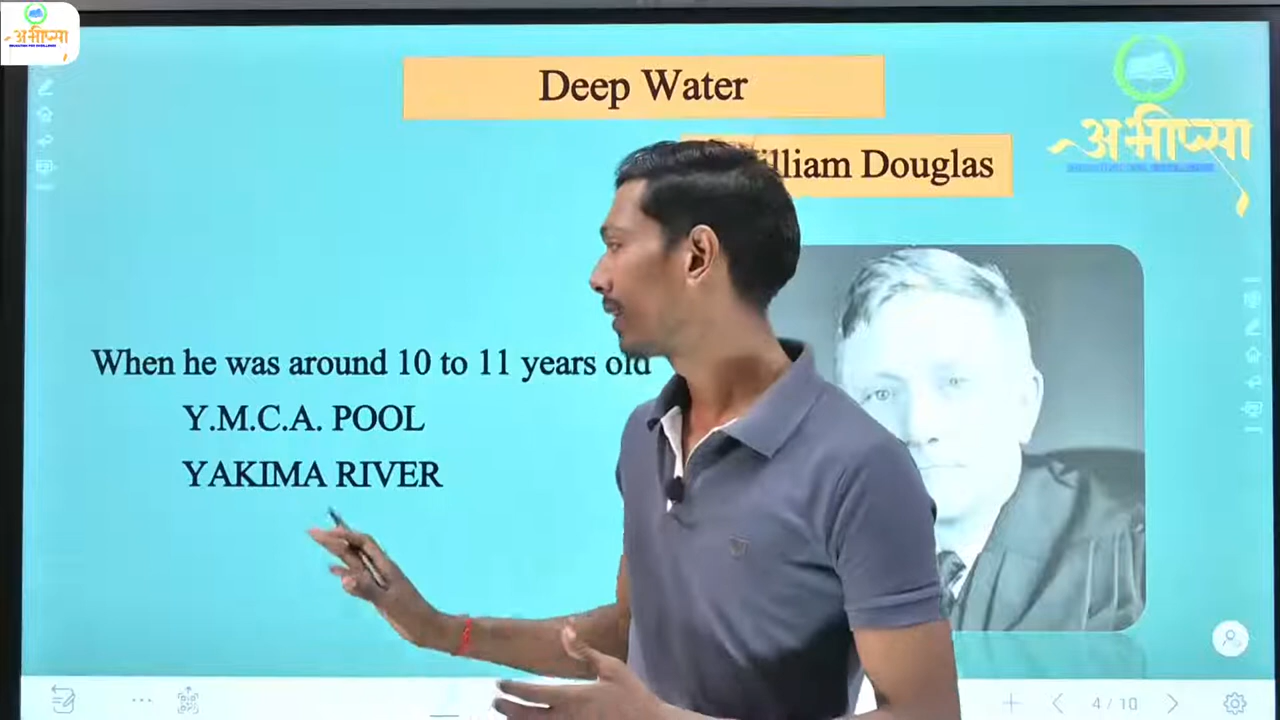 अभीप्सा
Deep Water
William Douglas
अभीप्सा
When he was around 10 to 11 years old
Y.M.C.A. POOL
YAKIMA RIVER
4/10